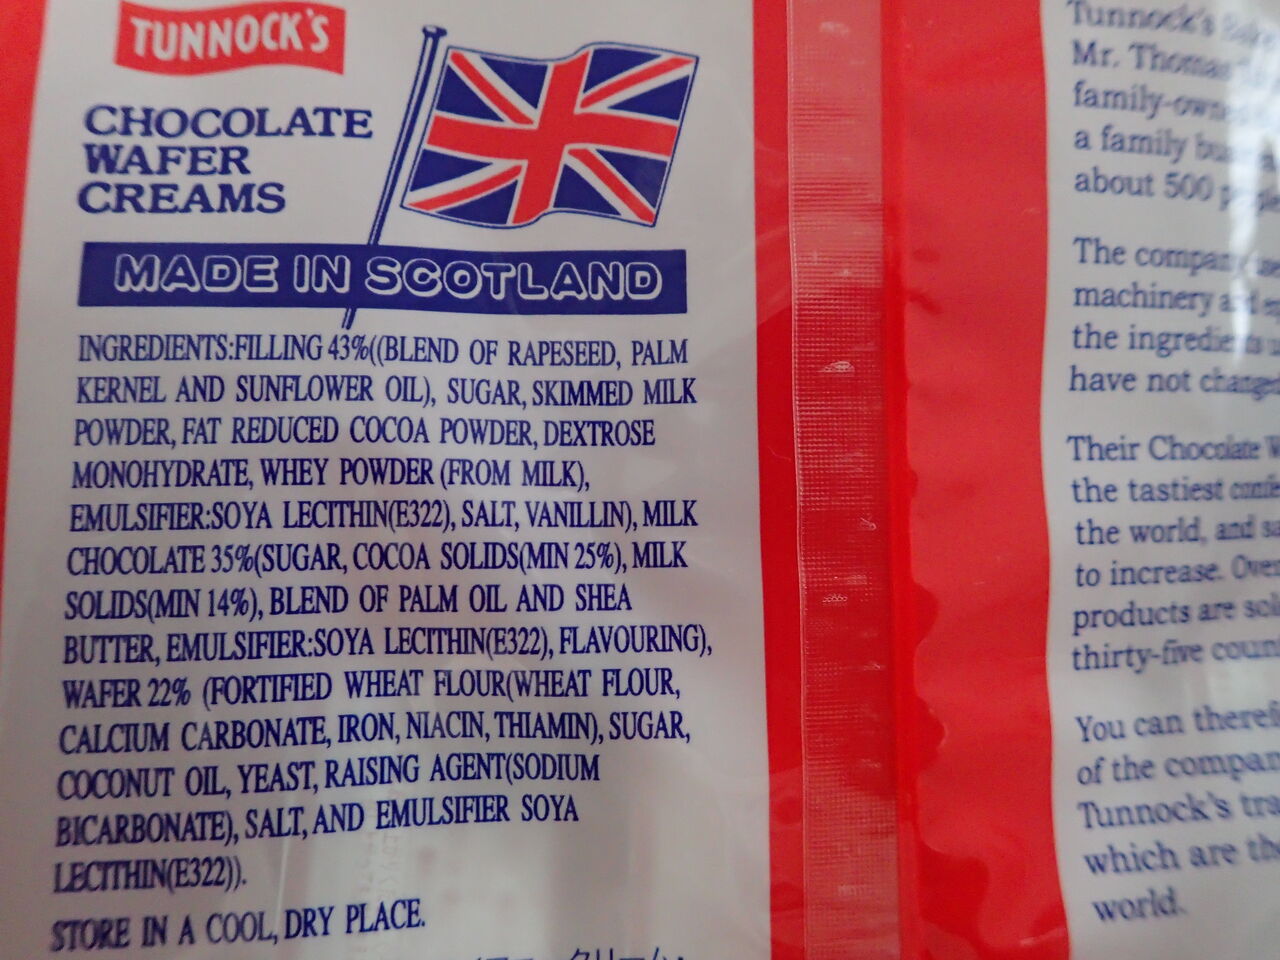 TUNNOCK'S
CHOCOLATE
WAFER
CREAMS
MADE IN SCOTLAND
INGREDIENTS:FILLING 43%((BLEND OF RAPESEED, PALM
KERNEL AND SUNFLOWER OIL), SUGAR, SKIMMED MILK
POWDER, FAT REDUCED COCOA POWDER, DEXTROSE
MONOHYDRATE, WHEY POWDER (FROM MILK),
EMULSIFIER:SOYA LECITHIN(E322), SALT, VANILLIN), MILK
CHOCOLATE 35%(SUGAR, COCOA SOLIDS(MIN 25%), MILK
SOLIDS(MIN 14%), BLEND OF PALM OIL AND SHEA
BUTTER, EMULSIFIER:SOYA LECITHIN(E322), FLAVOURING),
WAFER 22% (FORTIFIED WHEAT FLOUR(WHEAT FLOUR,
CALCIUM CARBONATE, IRON, NIACIN, THIAMIN), SUGAR,
COCONUT OIL, YEAST, RAISING AGENT(SODIUM
BICARBONATE), SALT, AND EMULSIFIER SOYA
LECITHIN(E322)).
STORE IN A COOL, DRY PLACE.
Tunnock's
Mr. Thomas
family-owned
a family
about 500
The company
machinery and
the ingredients
have not changed
Their Chocolate
the tastiest
the world, and
to increase. Over
products are
thirty-five
You can
of the
Tunnock's
which are
world.